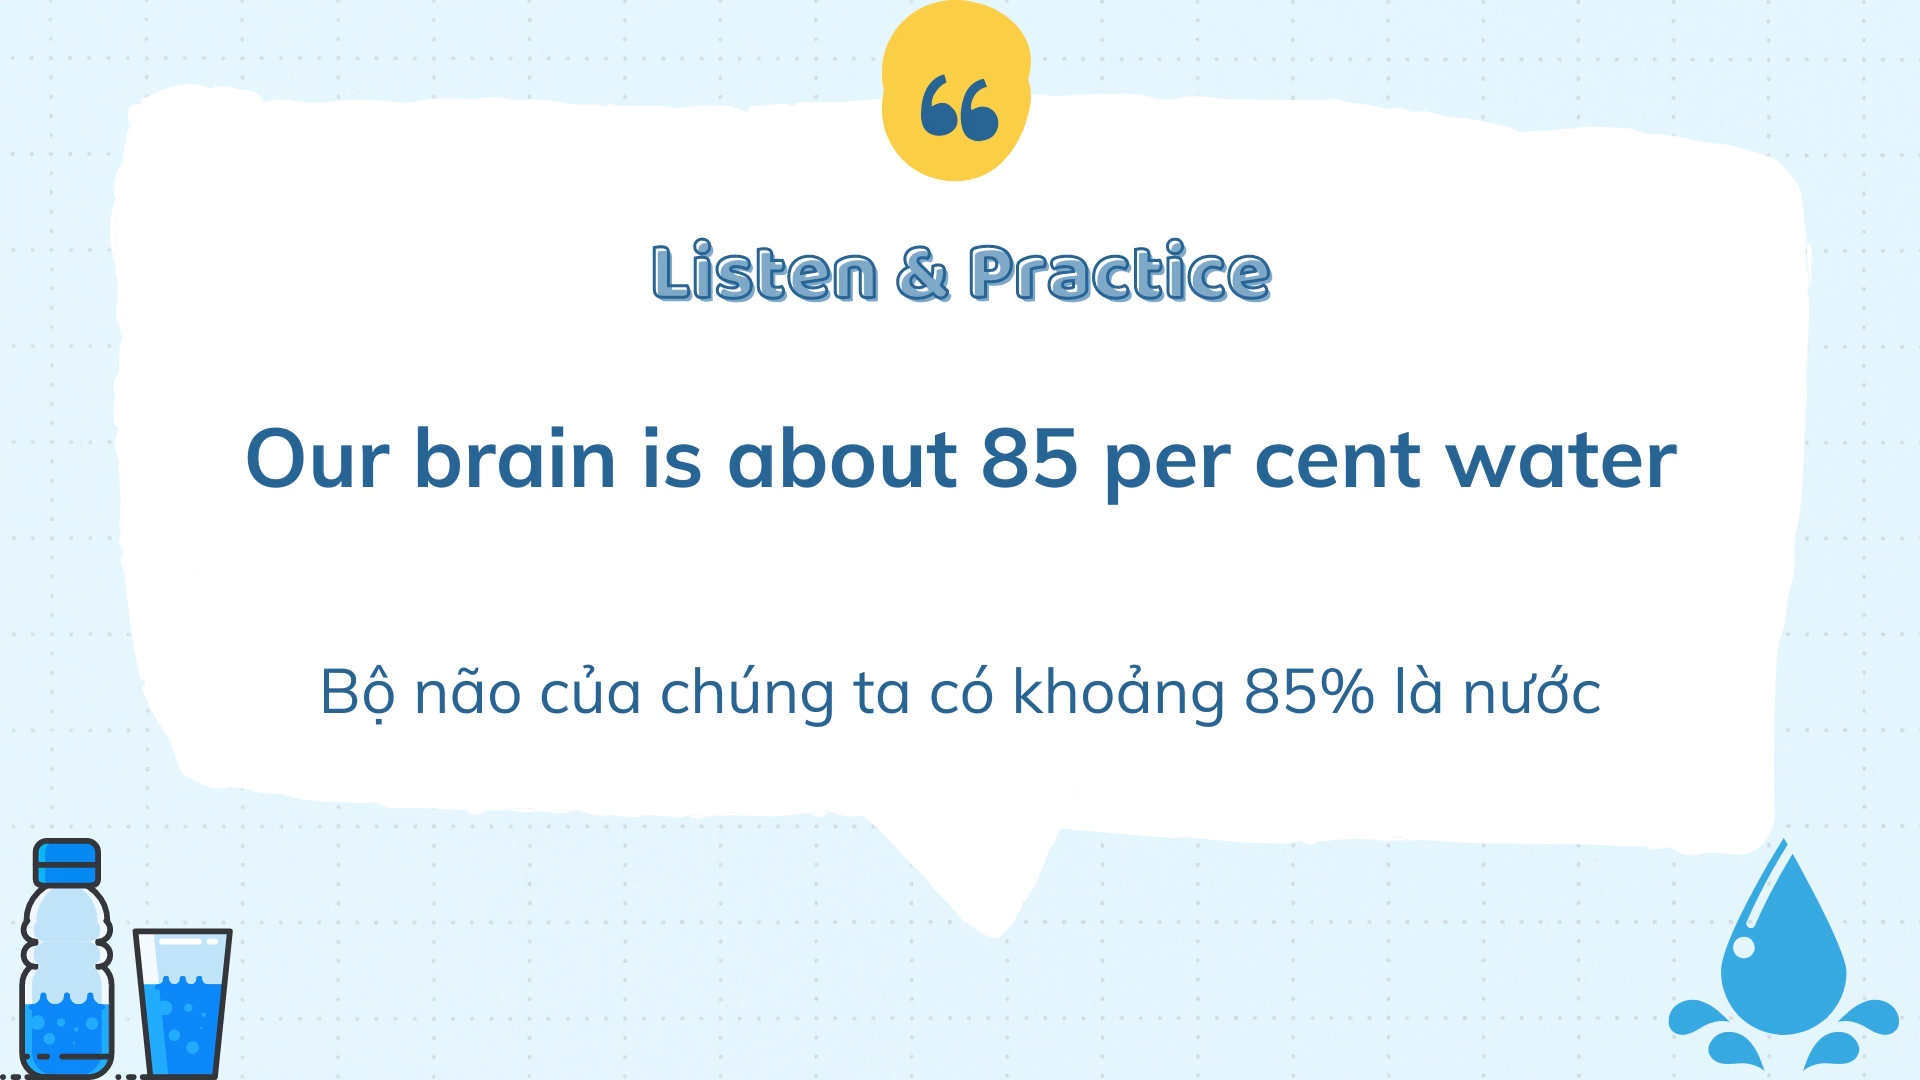 Listen & Practice
Our brain is about 85 per cent water
Bộ não của chúng ta có khoảng 85% là nước